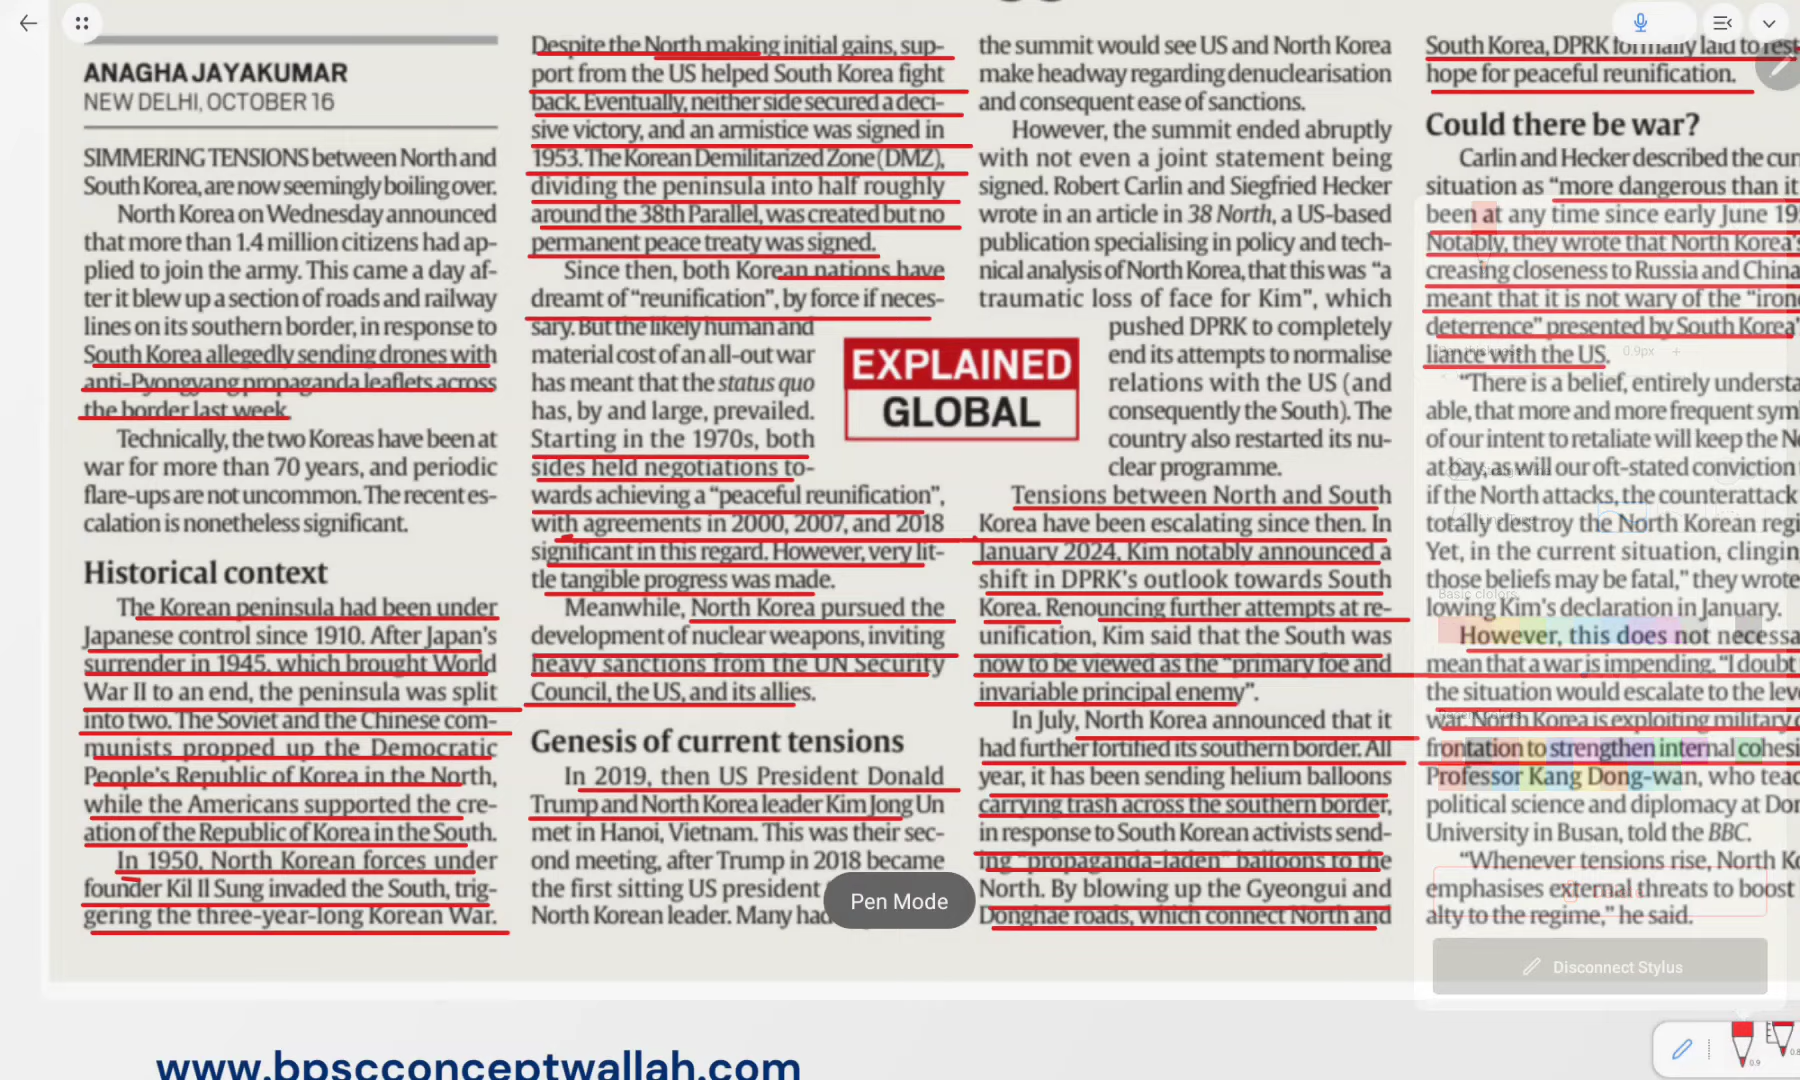 ANAGHA JAYAKUMAR
NEW DELHI, OCTOBER 16
SIMMERING TENSIONS between North and
South Korea, are now seemingly boiling over.
North Korea on Wednesday announced
that more than 1.4 million citizens had ap-
plied to join the army. This came a day af-
ter it blew up a section of roads and railway
lines on its southern border, in response to
South Korea allegedly sending drones with
anti-Pyongyang propaganda leaflets across
the border last week.
Technically, the two Koreas have been at
war for more than 70 years, and periodic
flare-ups are not uncommon. The recent es-
calation is nonetheless significant.
Historical context
The Korean peninsula had been under
Japanese control since 1910. After Japan's
surrender in 1945, which brought World
War II to an end, the peninsula was split
into two. The Soviet and the Chinese com-
munists propped up the Democratic
People's Republic of Korea in the North,
while the Americans supported the cre-
ation of the Republic of Korea in the South.
In 1950, North Korean forces under
founder Kil Il Sung invaded the South, trig-
gering the three-year-long Korean War.
Despite the North making initial gains, sup-
port from the US helped South Korea fight
back. Eventually, neither side secured a deci-
sive victory, and an armistice was signed in
1953. The Korean Demilitarized Zone (DMZ),
dividing the peninsula into half roughly
around the 38th Parallel, was created but no
permanent peace treaty was signed.
Since then, both Korean nations have
dreamt of "reunification", by force if neces-
sary. But the likely human and
material cost of an all-out war
has meant that the status quo
has, by and large, prevailed.
Starting in the 1970s, both
sides held negotiations to-
wards achieving a "peaceful reunification",
with agreements in 2000, 2007, and 2018
significant in this regard. However, very lit-
tle tangible progress was made.
Meanwhile, North Korea pursued the
development of nuclear weapons, inviting
heavy sanctions from the UN Security
Council, the US, and its allies.
Genesis of current tensions
In 2019, then US President Donald
Trump and North Korea leader Kim Jong Un
met in Hanoi, Vietnam. This was their sec-
ond meeting, after Trump in 2018 became
the first sitting US president
North Korean leader. Many had
EXPLAINED
GLOBAL
the summit would see US and North Korea
make headway regarding denuclearisation
and consequent ease of sanctions.
However, the summit ended abruptly
with not even a joint statement being
signed. Robert Carlin and Siegfried Hecker
wrote in an article in 38 North, a US-based
publication specialising in policy and tech-
nical analysis of North Korea, that this was "a
traumatic loss of face for Kim", which
pushed DPRK to completely
end its attempts to normalise
relations with the US (and
consequently the South). The
country also restarted its nu-
clear programme.
Tensions between North and South
Korea have been escalating since then. In
January 2024, Kim notably announced a
shift in DPRK's outlook towards South
Korea. Renouncing further attempts at re-
unification, Kim said that the South was
now to be viewed as the "primary foe and
invariable principal enemy".
In July, North Korea announced that it
had further fortified its southern border. All
year, it has been sending helium balloons
carrying trash across the southern border,
in response to South Korean activists send-
ing "propaganda-laden" balloons to the
North. By blowing up the Gyeongui and
Donghae roads, which connect North and
South Korea, DPRK formally laid to rest
hope for peaceful reunification.
Could there be war?
Carlin and Hecker described the cur
situation as "more dangerous than it
been at any time since early June 19
Notably, they wrote that North Korea's
creasing closeness to Russia and China
meant that it is not wary of the "iron
deterrence" presented by South Korea'
liance with the US.
"There is a belief, entirely understa
able, that more and more frequent sym
of our intent to retaliate will keep the No
at bay, as will our oft-stated conviction
if the North attacks, the counterattack
totally destroy the North Korean regi
Yet, in the current situation, clinging
those beliefs may be fatal," they wrote
lowing Kim's declaration in January.
However, this does not necessa
mean that a war is impending. "I doubt
the situation would escalate to the leve
war. North Korea is exploiting military c
frontation to strengthen internal cohesi
Professor Kang Dong-wan, who teac
political science and diplomacy at Don
University in Busan, told the BBC.
"Whenever tensions rise, North Ko
emphasises external threats to boost
alty to the regime," he said.
0.9px
Basic clolors
Recent colors
Pen Mode
Disconnect Stylus
0.9
0.8
www.bpscconceptwallah.com